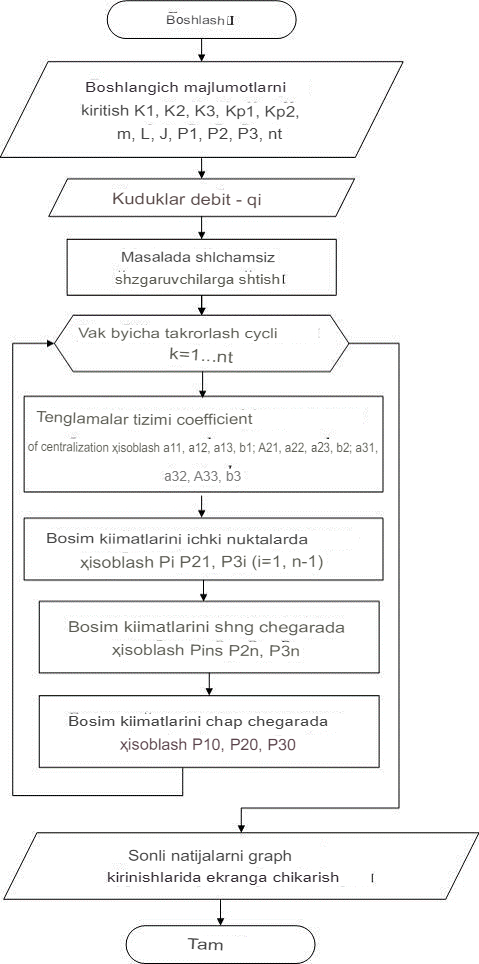 Boshlash
Boshlangich majlumotlarni
kiritish K1, K2, K3, Kp1, Kp2,
m, L, J, P1, P2, P3, nt
Kuduklar debit - qi
Masalada shlchamsiz
shzgaruvchilarga shtish
Vak byicha takrorlash cycli
k=1...nt
Tenglamalar tizimi coefficient
of centralization xisoblash a11, a12, a13, b1; A21, a22, a23, b2; a31,
a32, A33, b3
Bosim kiimatlarini ichki nuktalarda
xisoblash Pi P21, P3i (i=1, n-1)
Bosim kiimatlarini shng chegarada
xisoblash Pins P2n, P3n
Bosim kiimatlarini chap chegarada
xisoblash P10, P20, P30
Sonli natijalarni graph
kirinishlarida ekranga chikarish
Tam